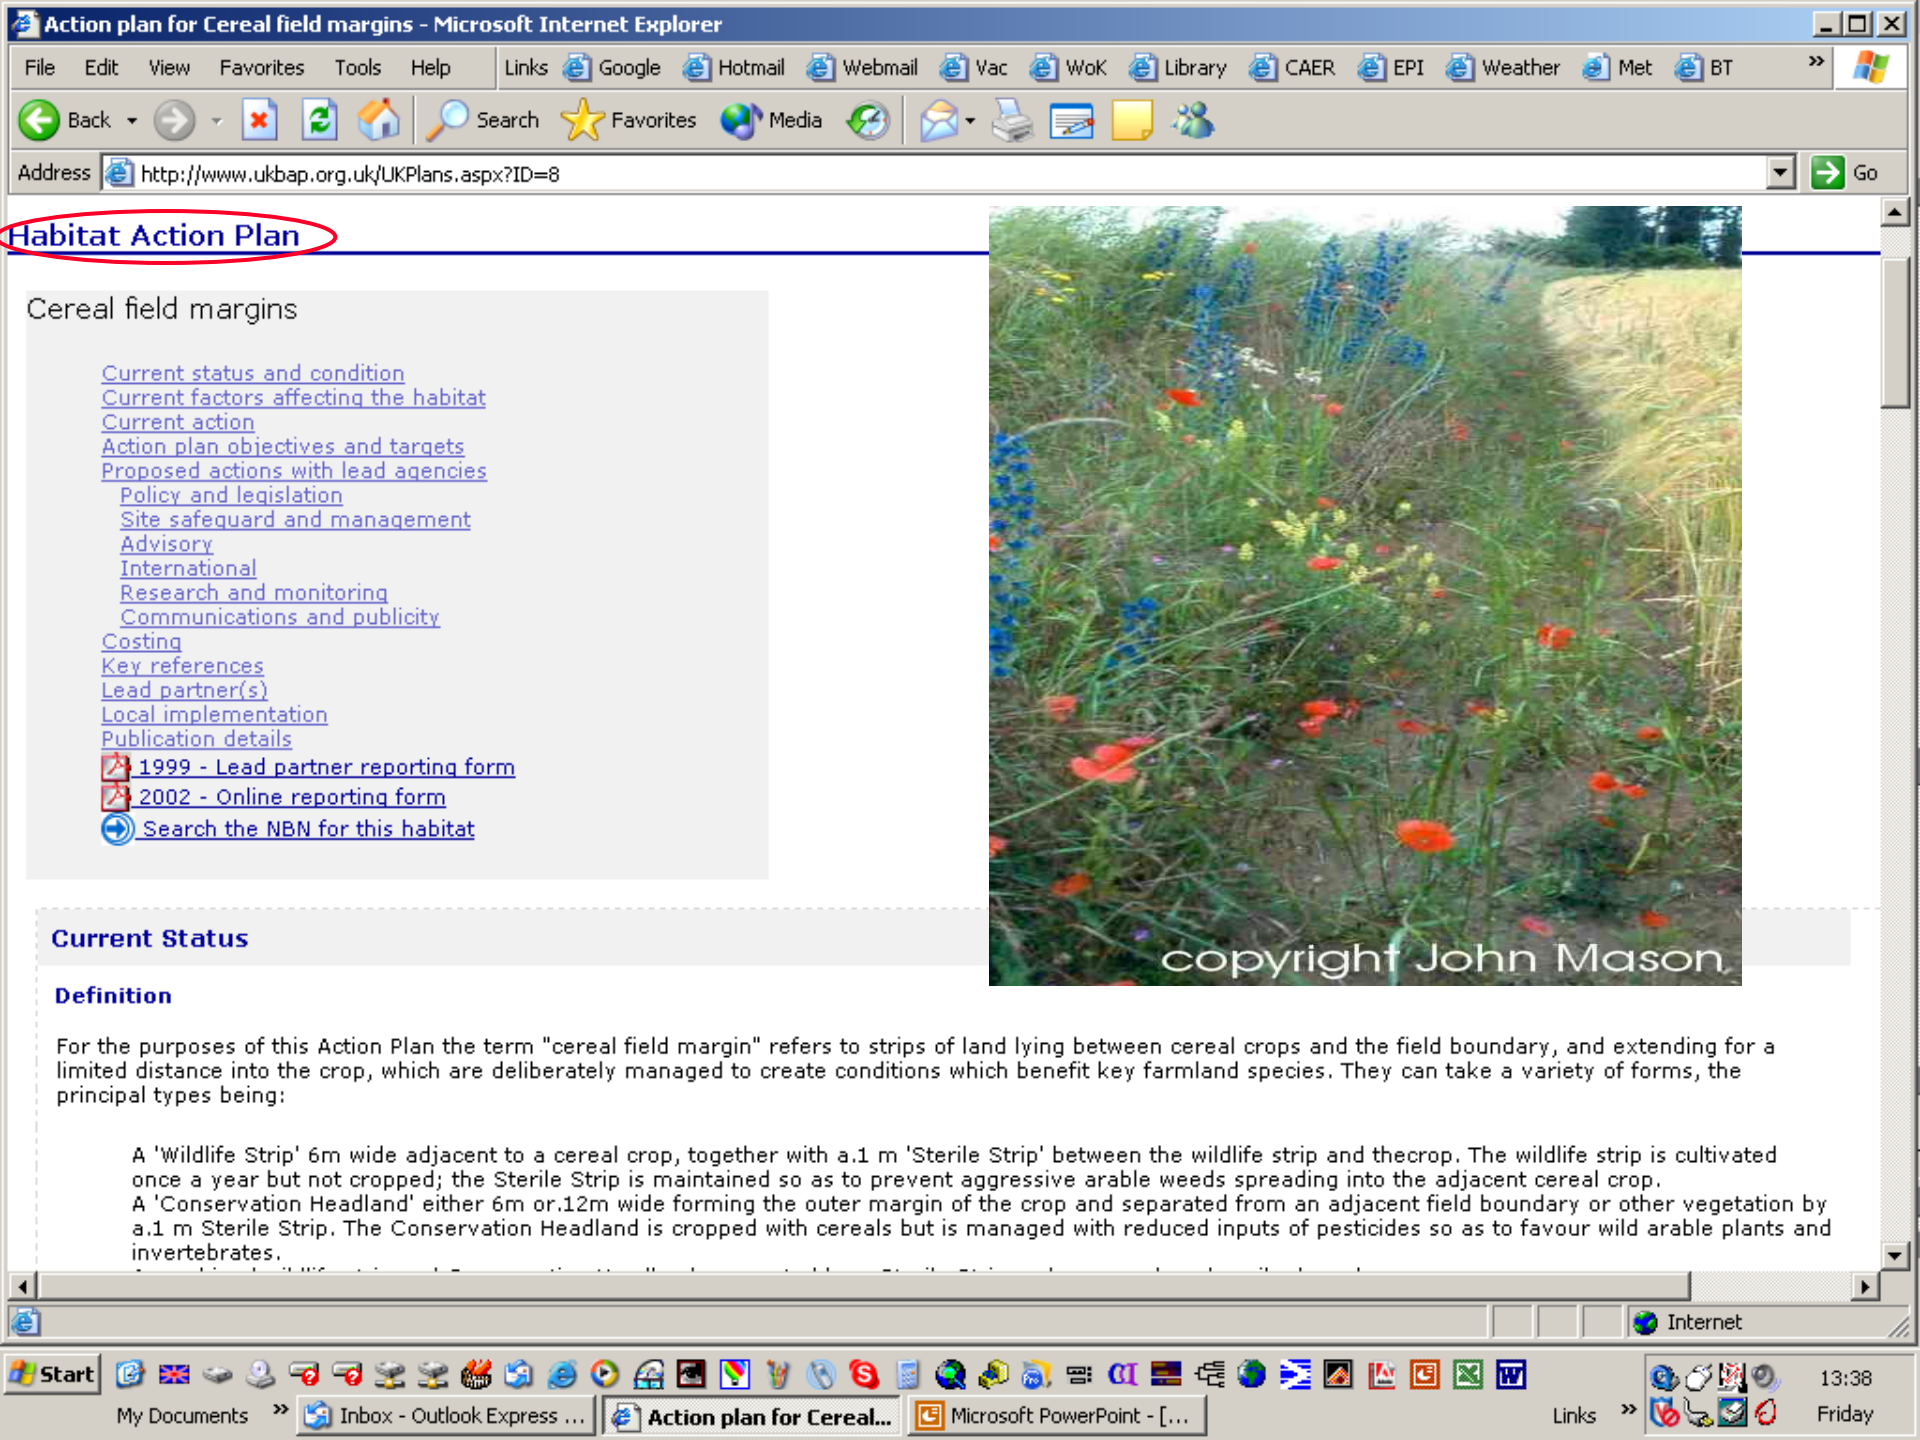 Action plan for Cereal field margins - Microsoft Internet Explorer
File Edit View Favorites Tools Help Links Google Hotmail Webmail Vac WoK Library CAER EPI Weather Met BT »
Back Search Favorites Media
Address http://www.ukbap.org.uk/UKPlans.aspx?ID=8 Go
Habitat Action Plan
Cereal field margins
Current status and condition
Current factors affecting the habitat
Current action
Action plan objectives and targets
Proposed actions with lead agencies
Policy and legislation
Site safeguard and management
Advisory
International
Research and monitoring
Communications and publicity
Costing
Key references
Lead partner(s)
Local implementation
Publication details
1999 - Lead partner reporting form
2002 - Online reporting form
Search the NBN for this habitat
copyright John Mason
Current Status
Definition
For the purposes of this Action Plan the term "cereal field margin" refers to strips of land lying between cereal crops and the field boundary, and extending for a
limited distance into the crop, which are deliberately managed to create conditions which benefit key farmland species. They can take a variety of forms, the
principal types being:
A 'Wildlife Strip' 6m wide adjacent to a cereal crop, together with a.1 m 'Sterile Strip' between the wildlife strip and thecrop. The wildlife strip is cultivated
once a year but not cropped; the Sterile Strip is maintained so as to prevent aggressive arable weeds spreading into the adjacent cereal crop.
A 'Conservation Headland' either 6m or.12m wide forming the outer margin of the crop and separated from an adjacent field boundary or other vegetation by
a.1 m Sterile Strip. The Conservation Headland is cropped with cereals but is managed with reduced inputs of pesticides so as to favour wild arable plants and
invertebrates.
Internet
Start 13:38
My Documents » Inbox - Outlook Express ... Action plan for Cereal... Microsoft PowerPoint - [... Links » Friday